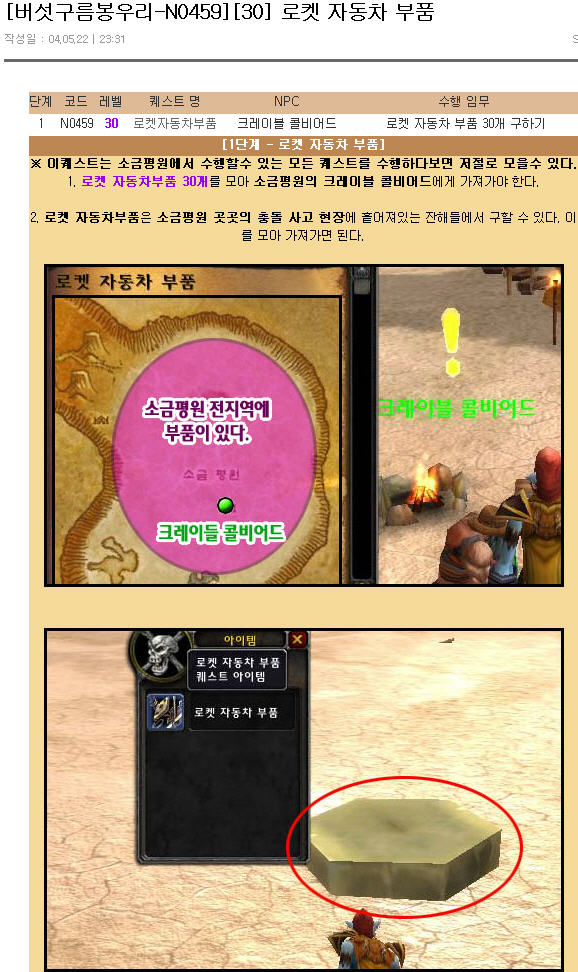 [버섯구름봉우리-N0459][30] 로켓 자동차 부품
작성일 : 04,05,22 | 23:31
단계 코드 레벨 퀘스트 명 NPC 수행 임무
1 N0459 30 로켓자동차부품 크레이블 콜비어드 로켓 자동차 부품 30개 구하기
[1단계 - 로켓 자동차 부품]
※ 이퀘스트는 소금평원에서 수행할수 있는 모든 퀘스트를 수행하다보면 저절로 모을수 있다.
1. 로켓 자동차부품 30개를 모아 소금평원의 크레이블 콜비어드에게 가져가야 한다.
2. 로켓 자동차부품은 소금평원 곳곳의 충돌 사고 현장에 흩어져있는 잔해들에서 구할 수 있다. 이
를 모아 가져가면 된다.
로켓 자동차 부품
소금평원 전지역에
부품이 있다.
소금 평원
크레이들 콜비어드
크레이블 콜비어드
아이템
로켓 자동차 부품
퀘스트 아이템
로켓 자동차 부품